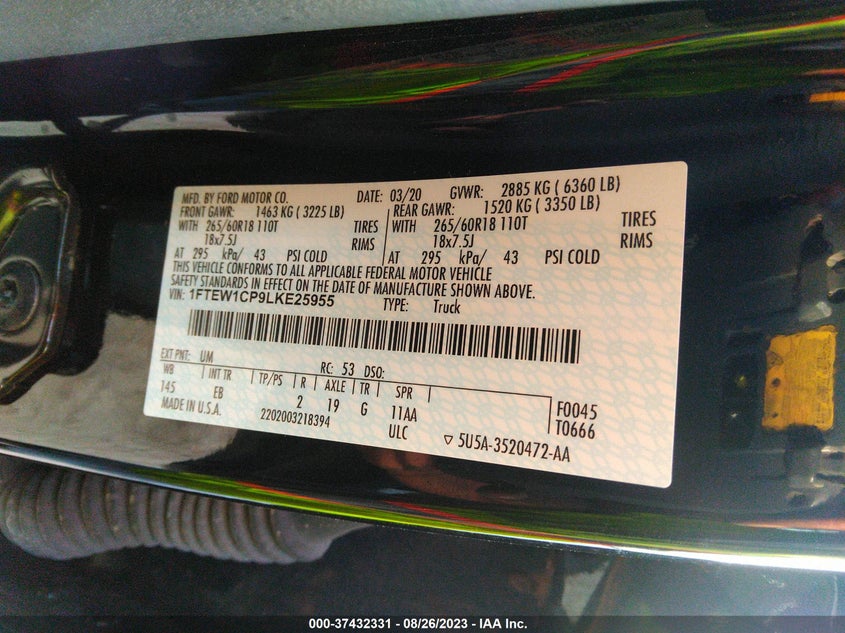 MFD. BY FORD MOTOR CO. DATE: 03/20 GVWR: 2885 KG ( 6360 LB)
FRONT GAWR: 1463 KG ( 3225 LB) REAR GAWR: 1520 KG ( 3350 LB)
WITH 265/60R18 110T TIRES WITH 265/60R18 110T TIRES
18x7.5J RIMS 18x7.5J RIMS
AT 295 kPa/ 43 PSI COLD AT 295 kPa/ 43 PSI COLD
THIS VEHICLE CONFORMS TO ALL APPLICABLE FEDERAL MOTOR VEHICLE
SAFETY STANDARDS IN EFFECT ON THE DATE OF MANUFACTURE SHOWN ABOVE.
VIN: 1FTEW1CP9LKE25955 TYPE: Truck
EXT PNT: UM RC: 53 DSO:
WB INT TR TP/PS R AXLE TR SPR
145 EB 2 19 G 11AA F0045
MADE IN U.S.A. 2202003218394 ULC T0666
▽ 5U5A-3520472-AA
000-37432331 - 08/26/2023 - IAA Inc.